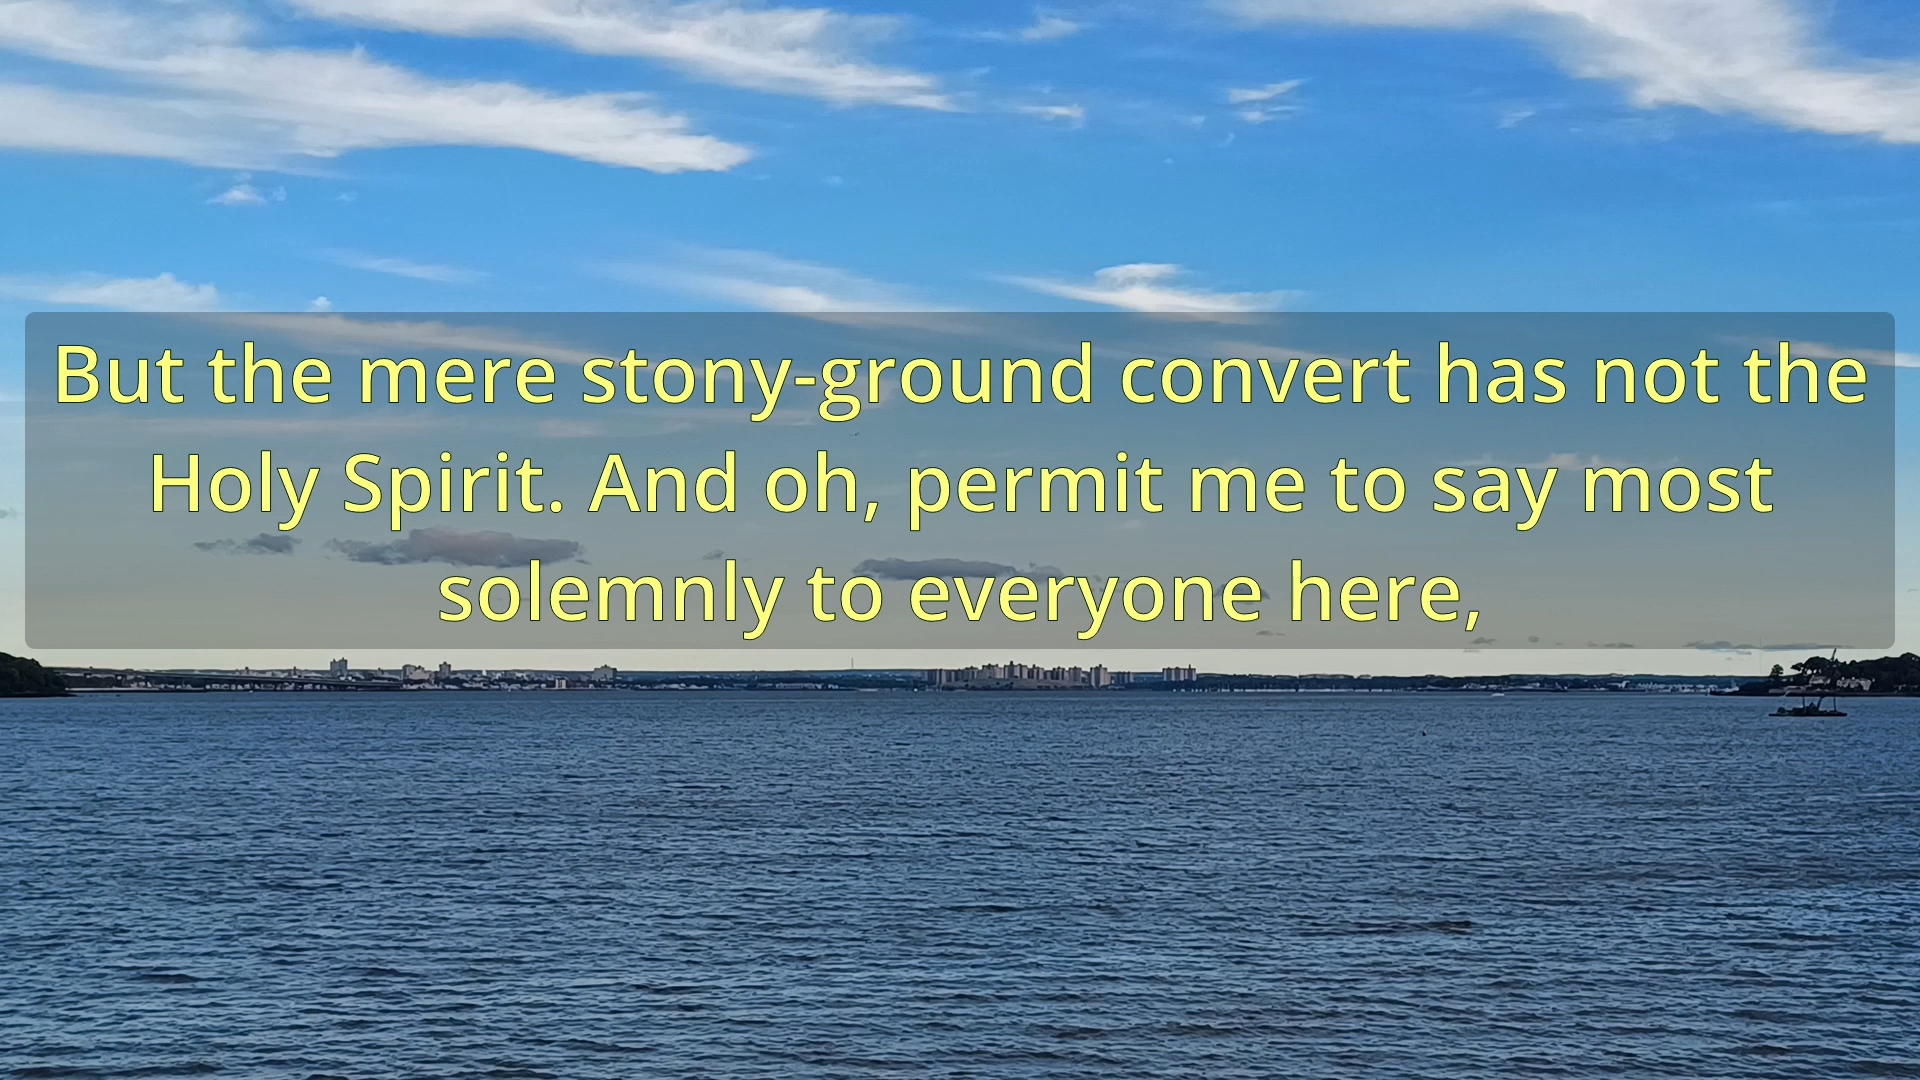 But the mere stony-ground convert has not the
Holy Spirit. And oh, permit me to say most
solemnly to everyone here,